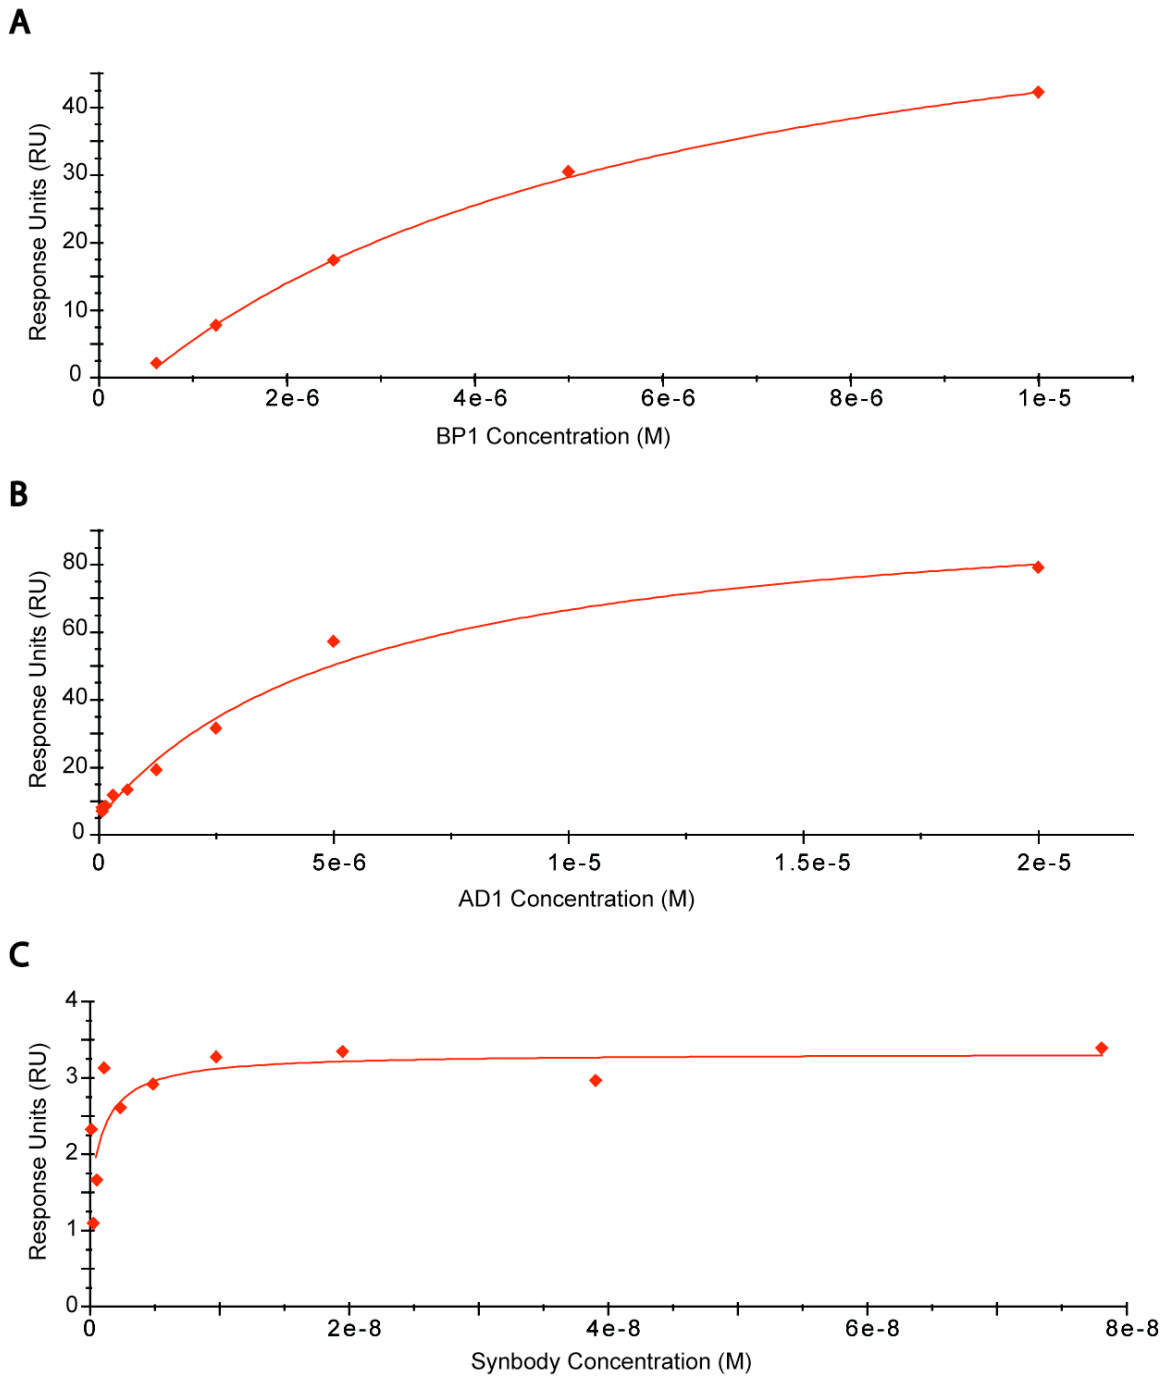 A
Response Units (RU)
40
30
20
10
0
0 2e-6 4e-6 6e-6 8e-6 1e-5
BP1 Concentration (M)
B
Response Units (RU)
80
60
40
20
0
0 5e-6 1e-5 1.5e-5 2e-5
AD1 Concentration (M)
C
Response Units (RU)
4
3
2
1
0
0 2e-8 4e-8 6e-8 8e-8
Synbody Concentration (M)